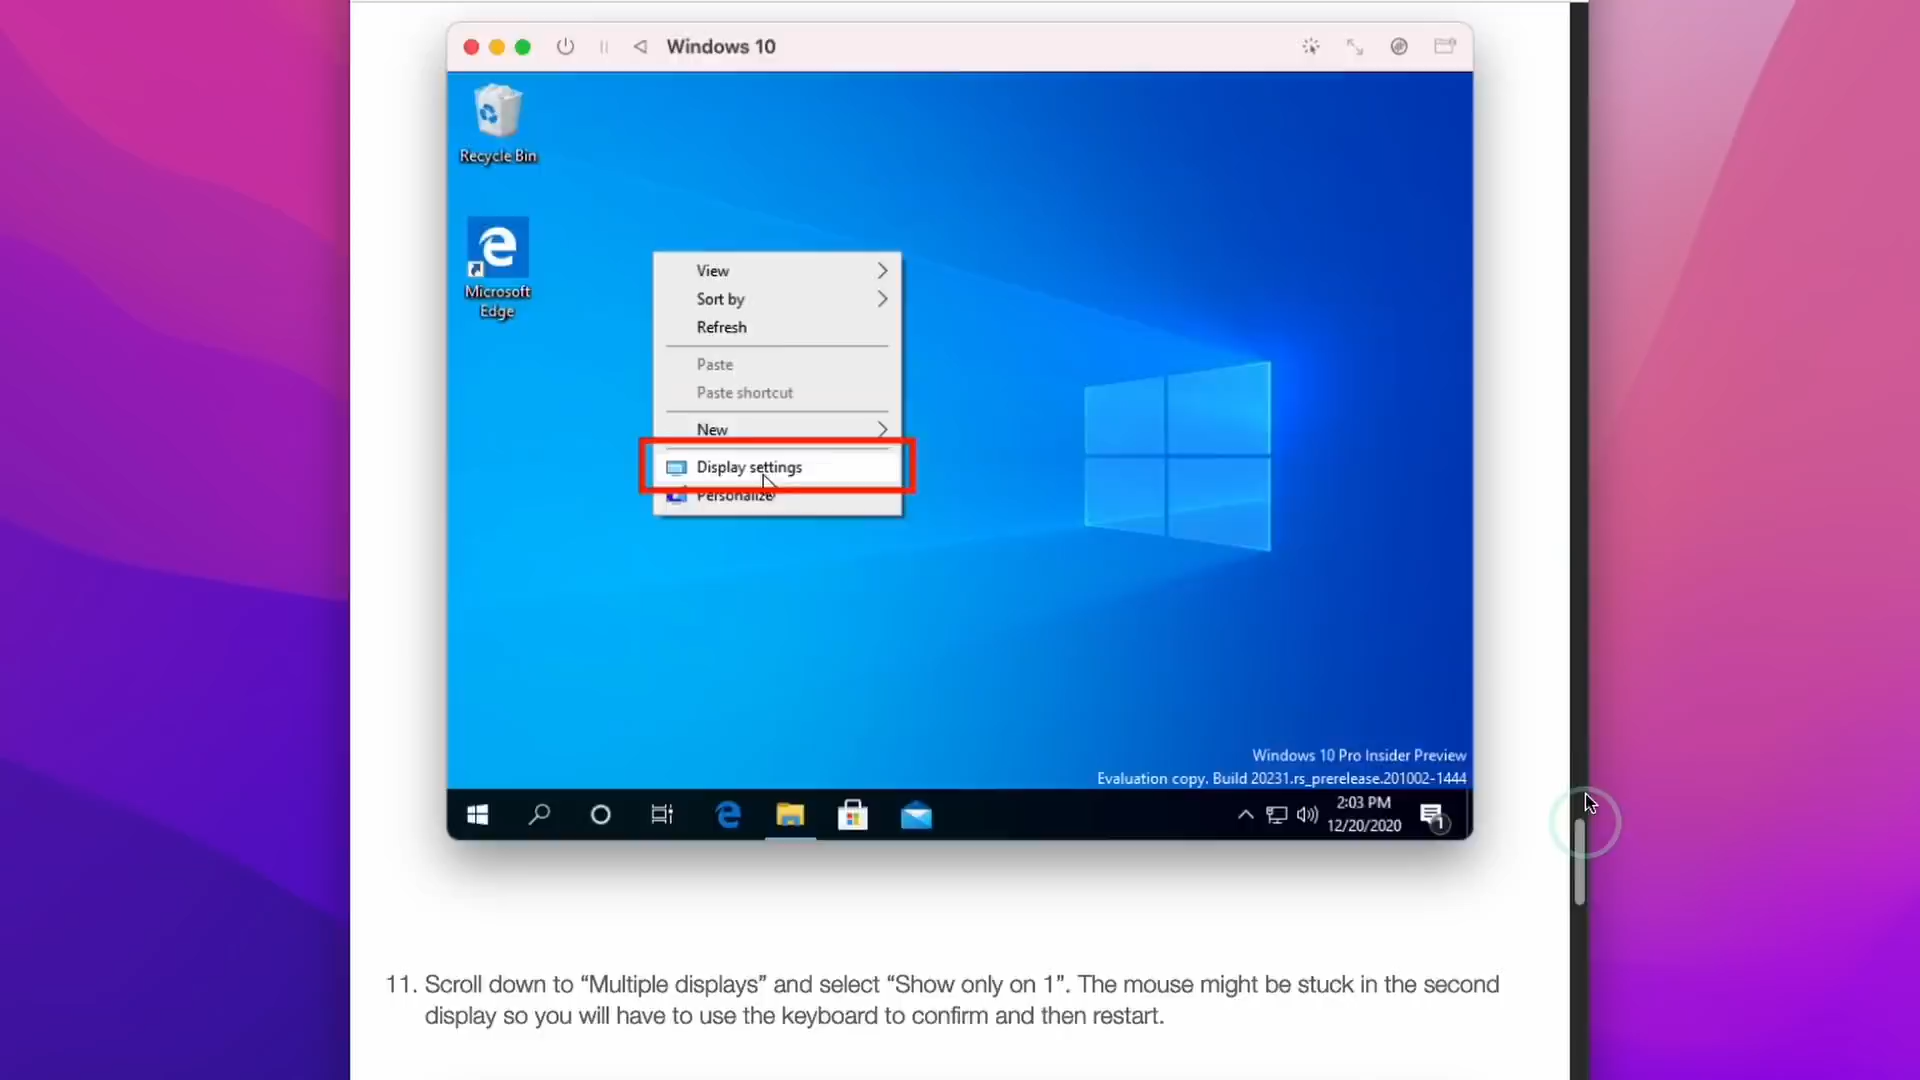 Windows 10
Recycle Bin
Microsoft
Edge
View
Sort by
Refresh
Paste
Paste shortcut
New
Display settings
Personalize
Windows 10 Pro Insider Preview
Evaluation copy. Build 20231.rs_prerelease.201002-1444
2:03 PM
12/20/2020
1
11. Scroll down to “Multiple displays” and select “Show only on 1”. The mouse might be stuck in the second
display so you will have to use the keyboard to confirm and then restart.